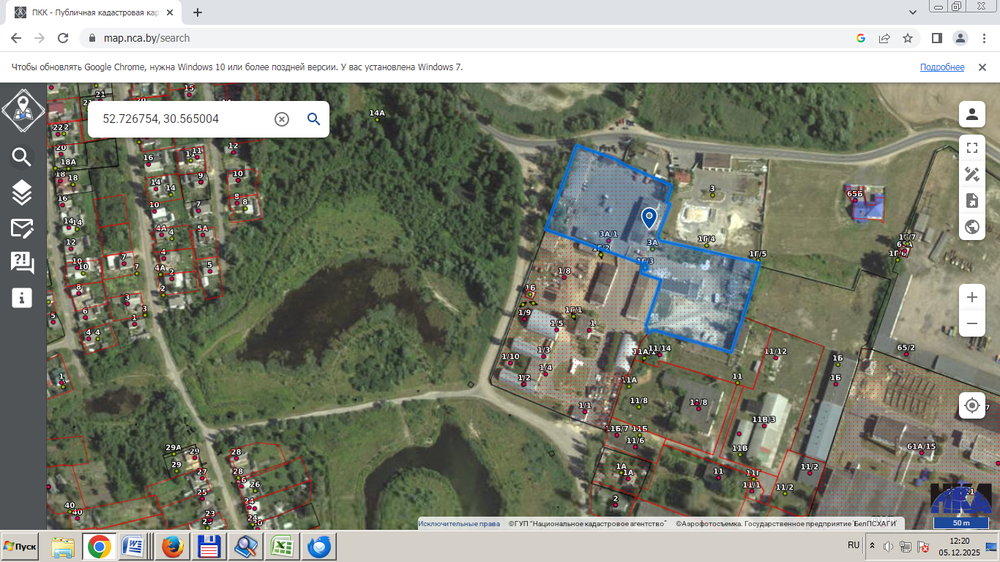 ПКК - Публичная кадастровая кар
map.nca.by/search
Чтобы обновлять Google Chrome, нужна Windows 10 или более поздней версии. У вас установлена Windows 7.
Подробнее
52.726754, 30.565004
21
15
14А
20
18А
18
18
16
14
14
12
10
10
8
6
5
4
4
16
11
11
12
14
14
9
10
8
8
10
7
4А
4
5А
4
7
7
4А
2
5
2
3
3
1
1
3
65Б
3А/1
3А
1Г/4
1Г/2
1Г/3
1Г/5
1Г/7
65А
1/8
1Б
1/9
1Г/1
1/5
1
1/3
1/10
1/4
1/2
1/1
11/14
11/12
11А
11
11/8
11В/3
1Б
1Б
65/2
11Б/7
11Б
11/6
11В
11
11Г
11/1
11/2
11/2
1А
1А
2
61А/15
29А
29
29
28
27
28
26
26
25
24
24
23
40
40
Исключительные права ©ГУП "Национальное кадастровое агентство" ©Аэрофотосъемка. Государственное предприятие 'БелПСХАГИ'
50 m
Пуск
RU
12:20
05.12.2025